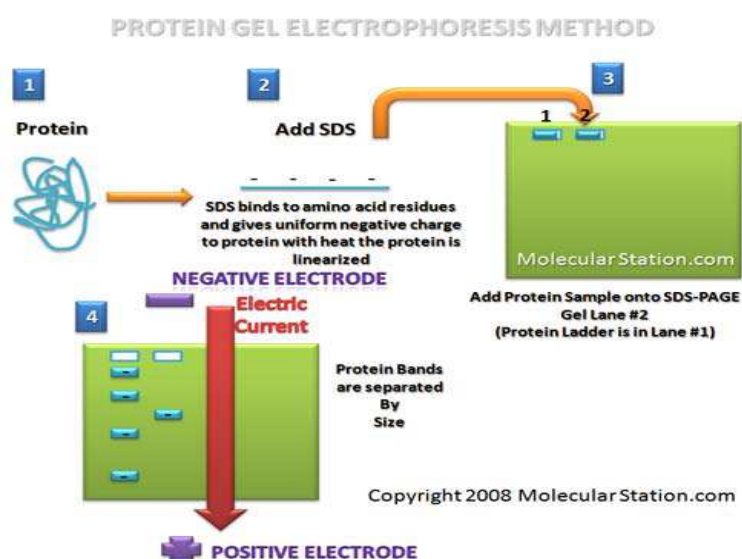 PROTEIN GEL ELECTROPHORESIS METHOD
1
Protein
2
Add SDS
- - - -
SDS binds to amino acid residues
and gives uniform negative charge
to protein with heat the protein is
linearized
3
1 2
MolecularStation.com
Add Protein Sample onto SDS-PAGE
Gel Lane #2
(Protein Ladder is in Lane #1)
NEGATIVE ELECTRODE
4
Electric
Current
Protein Bands
are separated
By
Size
Copyright 2008 MolecularStation.com
POSITIVE ELECTRODE